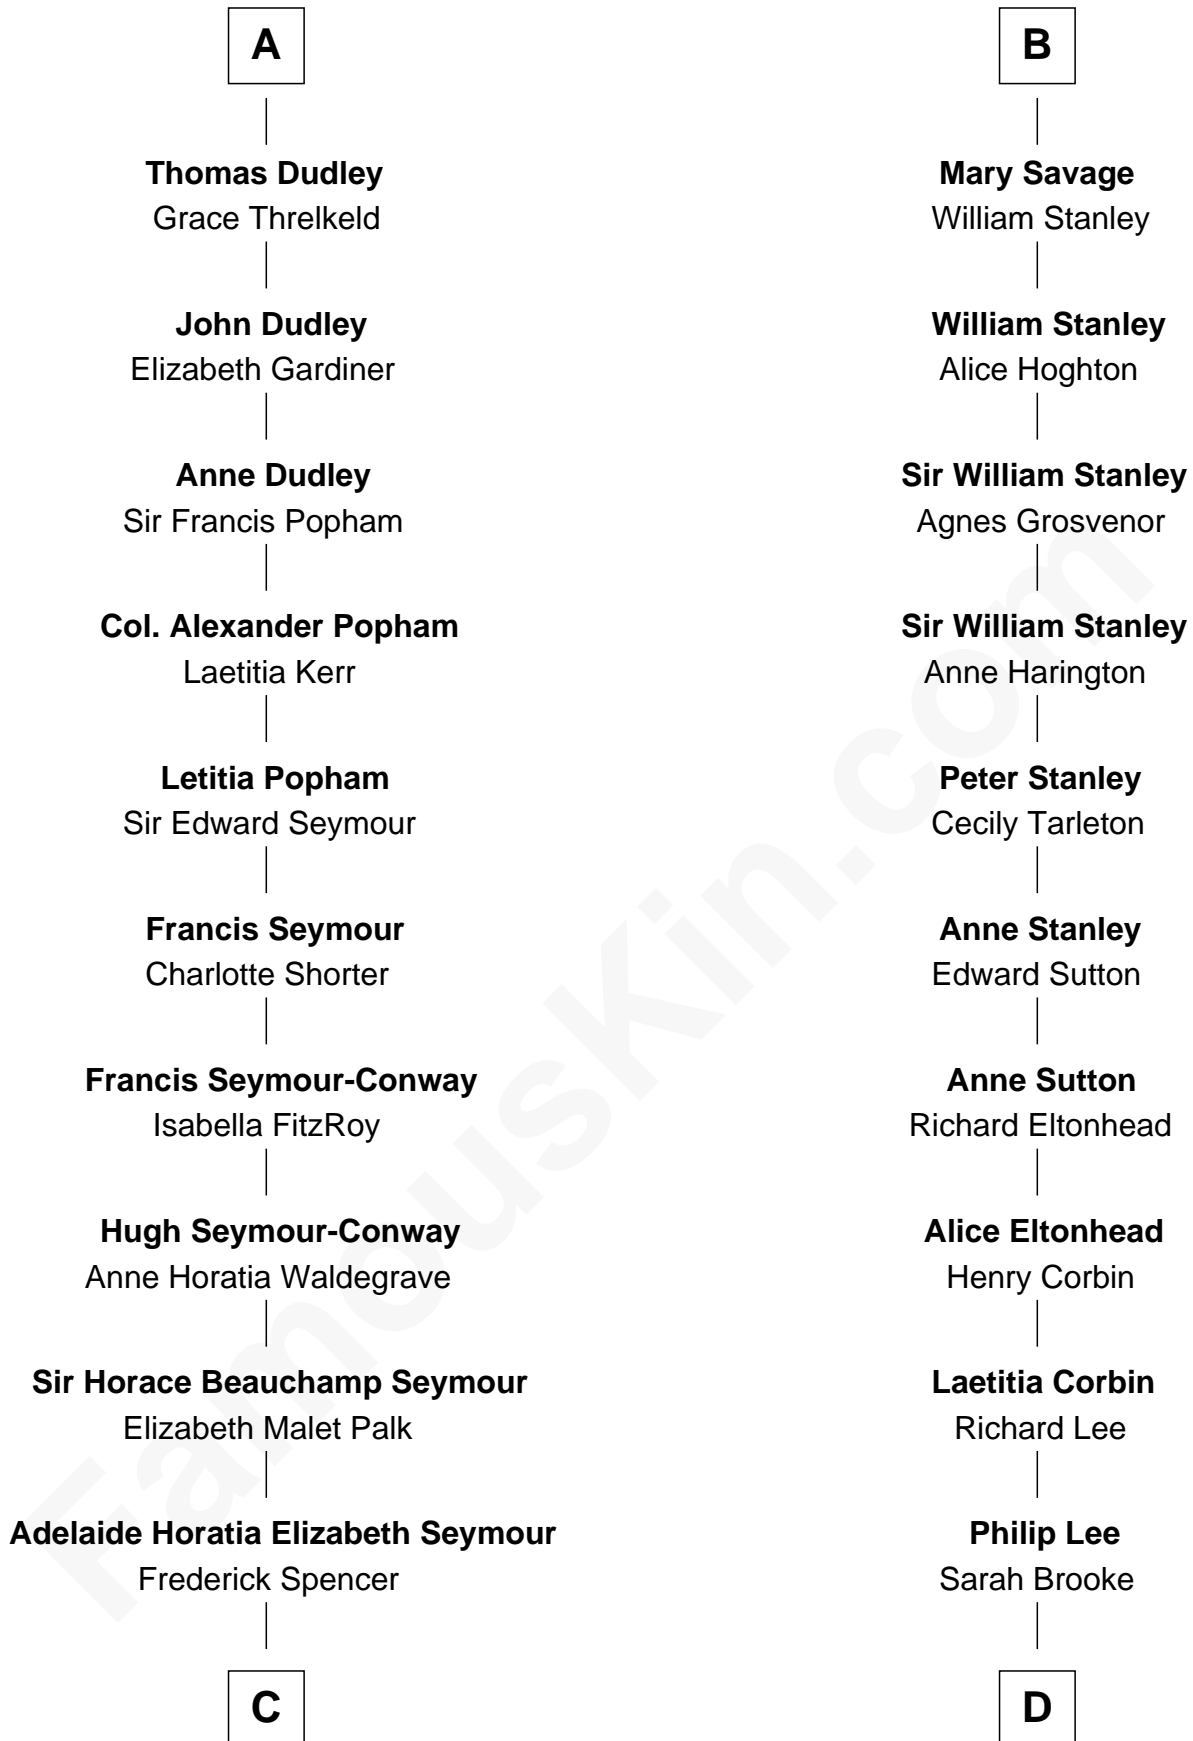 A
Thomas Dudley
Grace Threlkeld
John Dudley
Elizabeth Gardiner
Anne Dudley
Sir Francis Popham
Col. Alexander Popham
Laetitia Kerr
Letitia Popham
Sir Edward Seymour
Francis Seymour
Charlotte Shorter
Francis Seymour-Conway
Isabella FitzRoy
Hugh Seymour-Conway
Anne Horatia Waldegrave
Sir Horace Beauchamp Seymour
Elizabeth Malet Palk
Adelaide Horatia Elizabeth Seymour
Frederick Spencer
C
B
Mary Savage
William Stanley
William Stanley
Alice Hoghton
Sir William Stanley
Agnes Grosvenor
Sir William Stanley
Anne Harington
Peter Stanley
Cecily Tarleton
Anne Stanley
Edward Sutton
Anne Sutton
Richard Eltonhead
Alice Eltonhead
Henry Corbin
Laetitia Corbin
Richard Lee
Philip Lee
Sarah Brooke
D
FamousKin.com